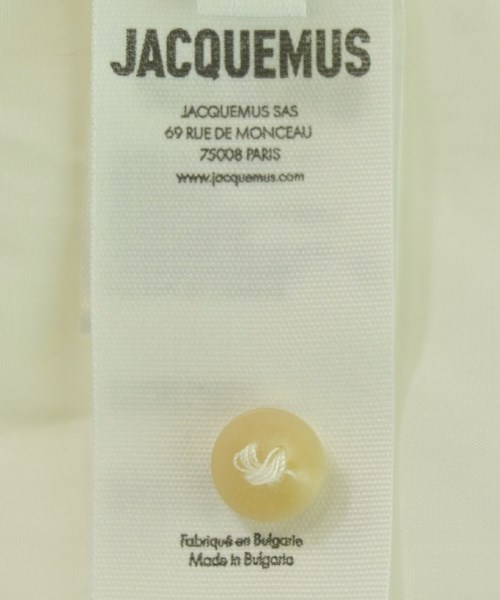 JACQUEMUS
JACQUEMUS SAS
69 RUE DE MONCEAU
75008 PARIS
www.jacquemus.com
Fabriqué en Bulgarie
Made in Bulgaria